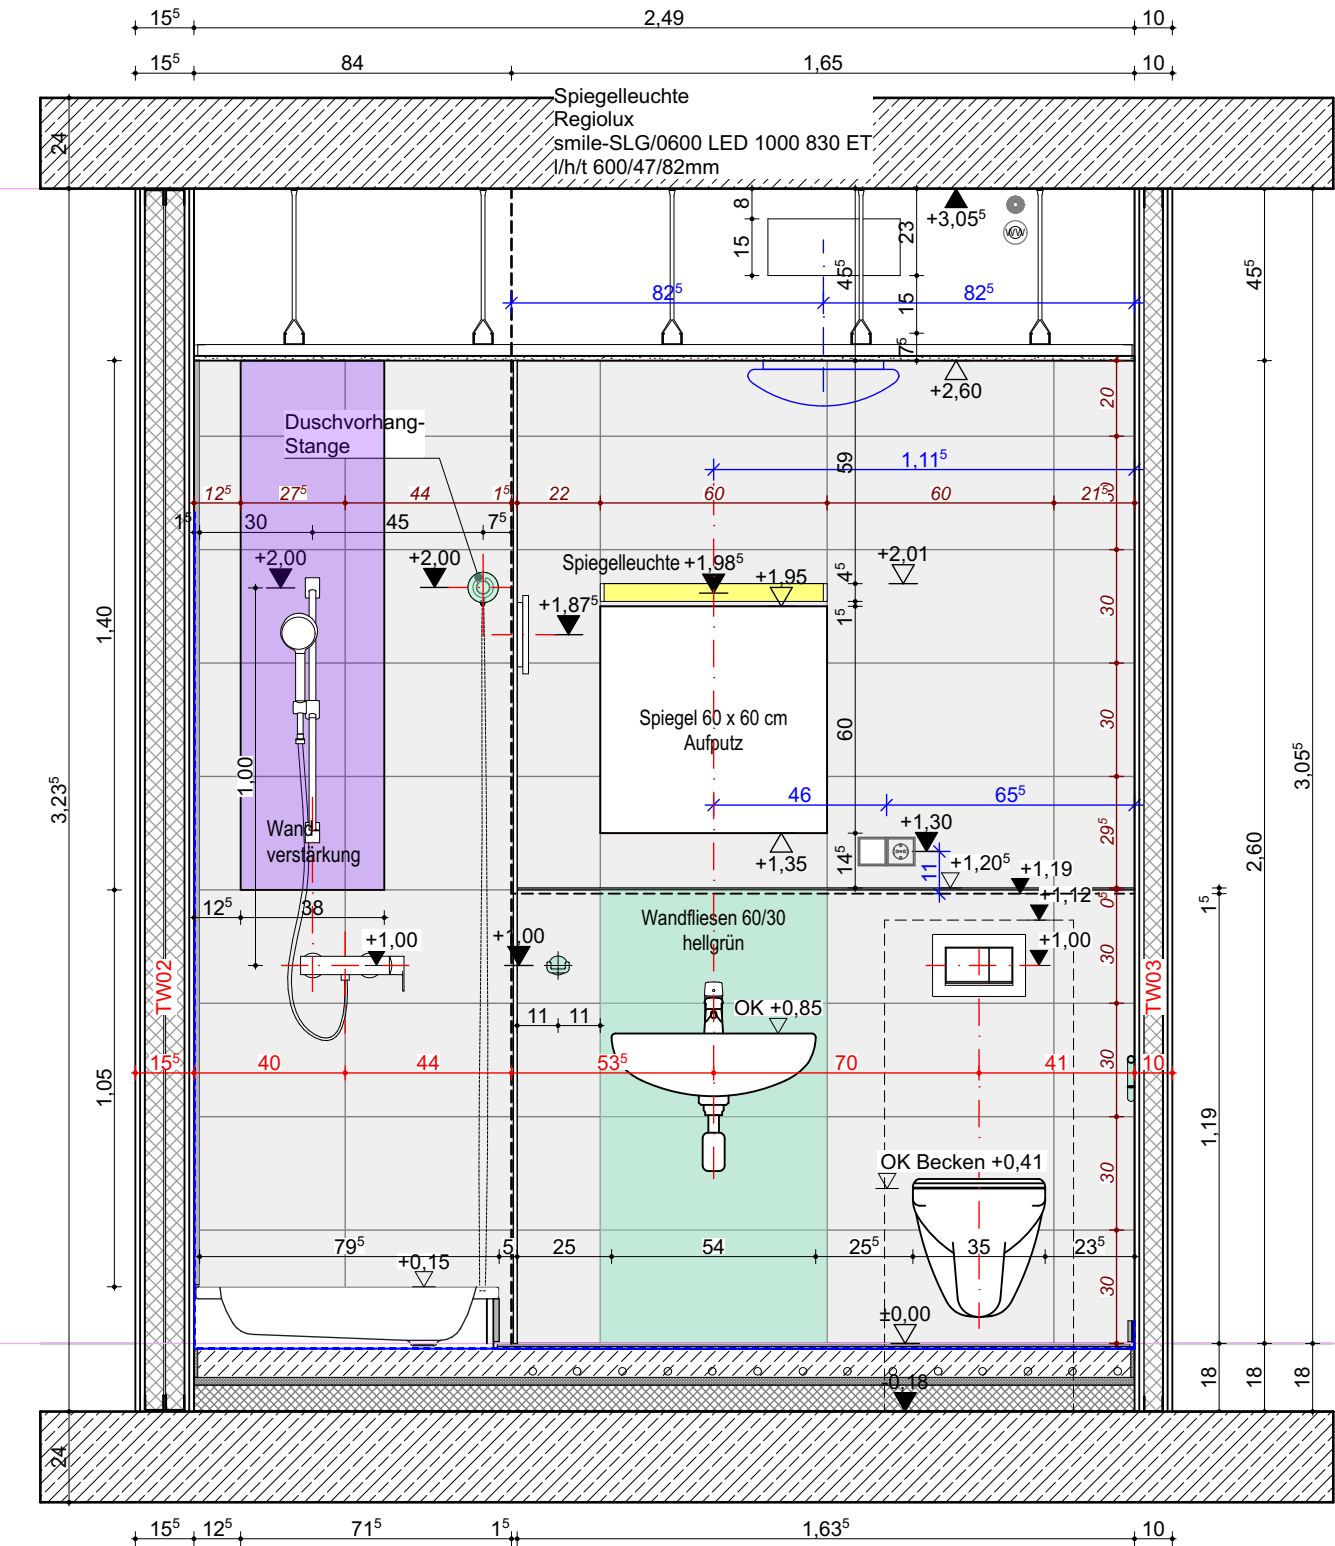 15⁵ 2,49 10
15⁵ 84 1,65 10
Spiegelleuchte
Regiolux
smile-SLG/0600 LED 1000 830 ET
l/h/t 600/47/82mm
24
8
15
+3,05⁵
23
WW
45⁵
15
7⁵
82⁵ 82⁵
45⁵
+2,60
20
Duschvorhang-
Stange
59
1,11⁵
12⁵ 27⁵ 44 1⁵ 22 60 60 21⁵
30
1⁵ 30 45 7⁵
+2,00 +2,00
Spiegelleuchte +1,98⁵
+1,95
+2,01
4⁵
1⁵
+1,87⁵
30
1,40
Spiegel 60 x 60 cm
Aufputz
60
30
1,00
3,23⁵
3,05⁵
46 65⁵
Wand-
verstärkung
+1,35
14⁵
+1,30
11
+1,20⁵
+1,19
+1,12
29⁵
2,60
0⁵
1⁵
12⁵ 38
Wandfliesen 60/30
hellgrün
+1,00 +1,00 +1,00
30
TW02
TW03
OK +0,85
11 11
15⁵ 40 44 53⁵ 70 41 10
30
1,05
1,19
OK Becken +0,41
30
79⁵ 5 25 54 25⁵ 35 23⁵
+0,15
30
±0,00
-0,18
18 18 18
24
15⁵ 12⁵ 71⁵ 1⁵ 1,63⁵ 10